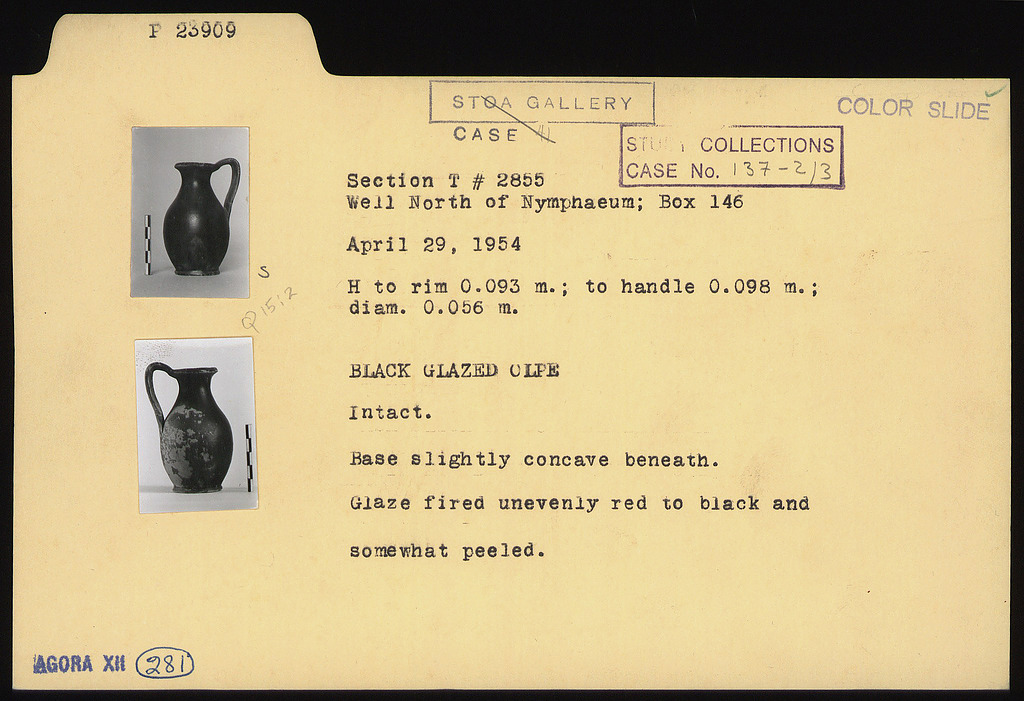 P 23909
STOA GALLERY
CASE
COLOR SLIDE
COLLECTIONS
CASE No. 137-2/3
Section T # 2855
Well North of Nymphaeum; Box 146
April 29, 1954
H to rim 0.093 m.; to handle 0.098 m.;
diam. 0.056 m.
S
Q 15:2
BLACK GLAZED OLPE
Intact.
Base slightly concave beneath.
Glaze fired unevenly red to black and
somewhat peeled.
AGORA XII 281